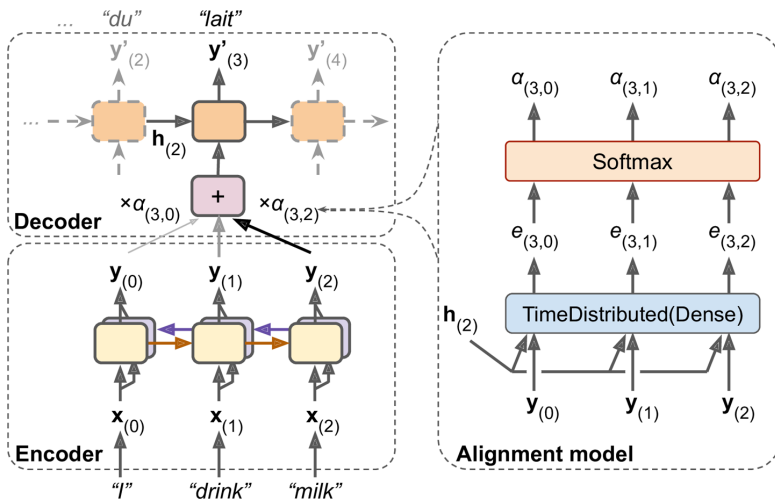 ... "du" "lait"
y'(2) y'(3) y'(4)
...
h(2)
+
×α(3,0) ×α(3,2)
Decoder
y(0) y(1) y(2)
x(0) x(1) x(2)
Encoder
"I" "drink" "milk"
α(3,0) α(3,1) α(3,2)
Softmax
e(3,0) e(3,1) e(3,2)
h(2)
TimeDistributed(Dense)
y(0) y(1) y(2)
Alignment model